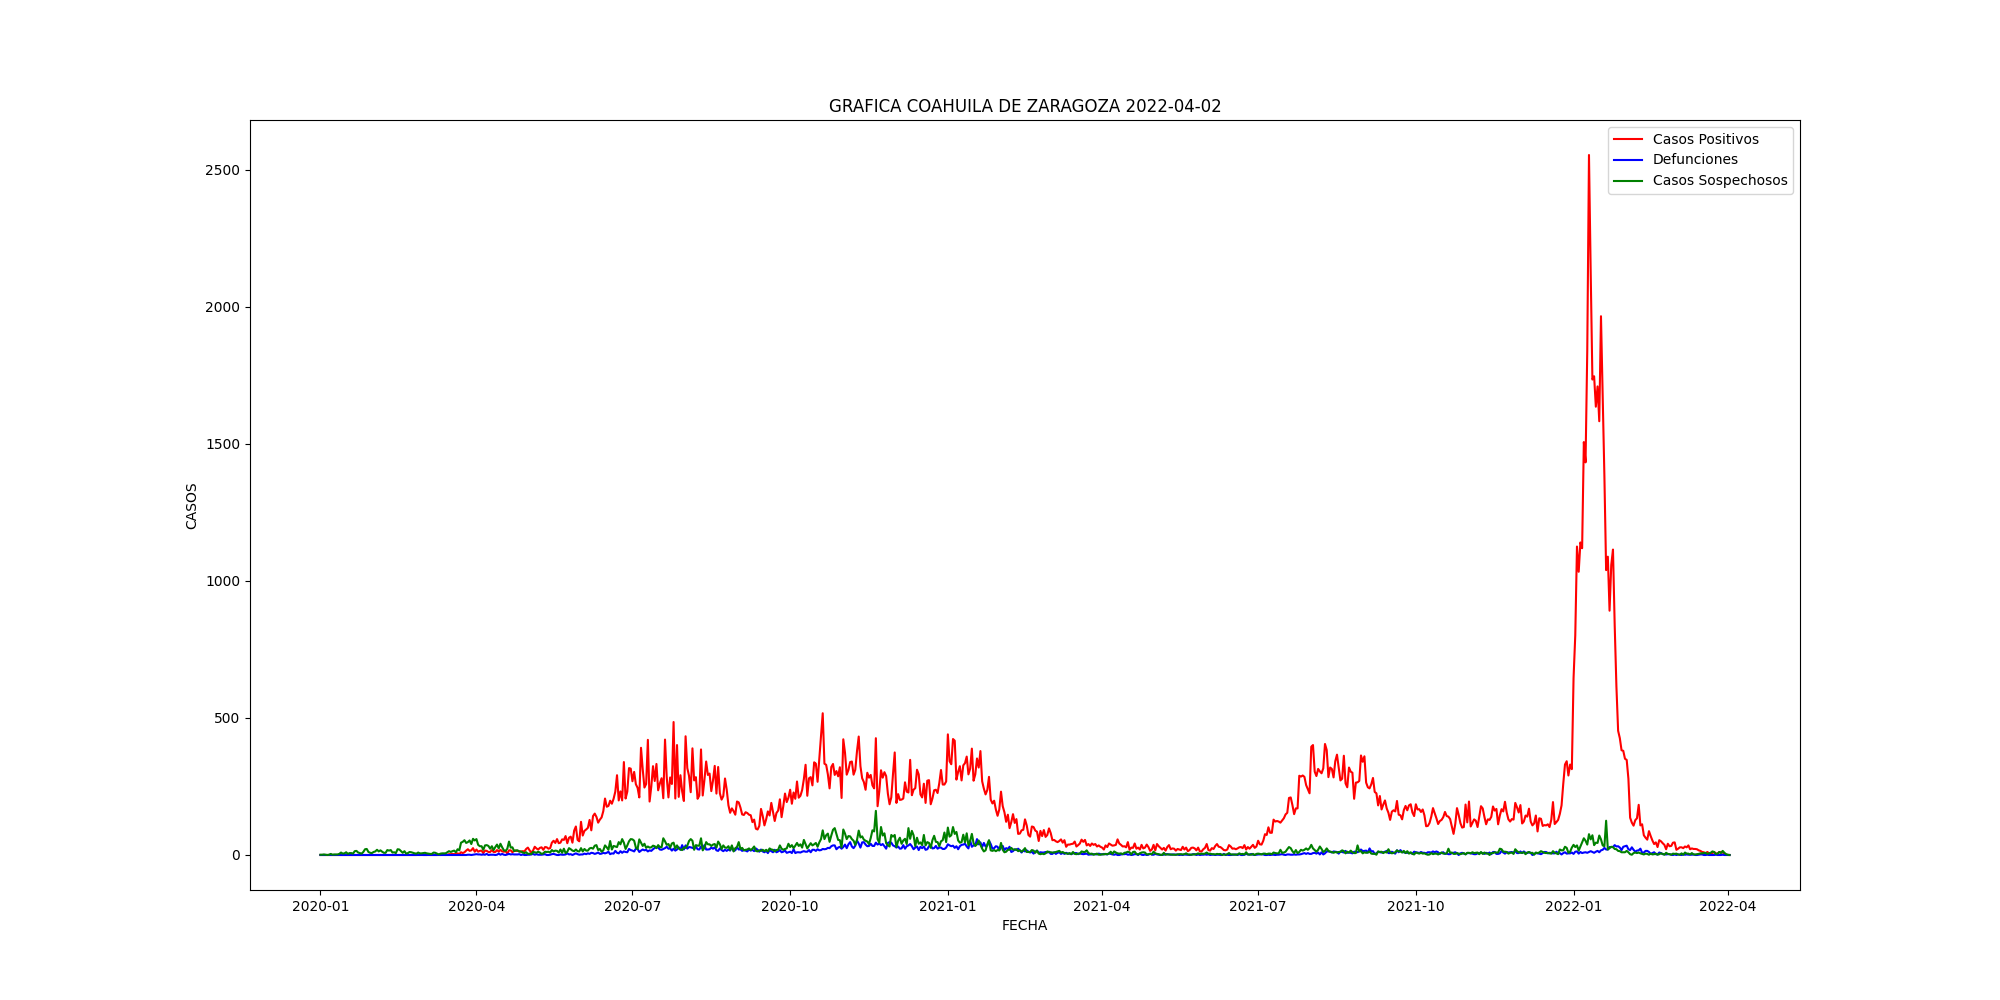 GRAFICA COAHUILA DE ZARAGOZA 2022-04-02
Casos Positivos
Defunciones
Casos Sospechosos
2500
2000
1500
1000
500
0
CASOS
2020-01 2020-04 2020-07 2020-10 2021-01 2021-04 2021-07 2021-10 2022-01 2022-04
FECHA